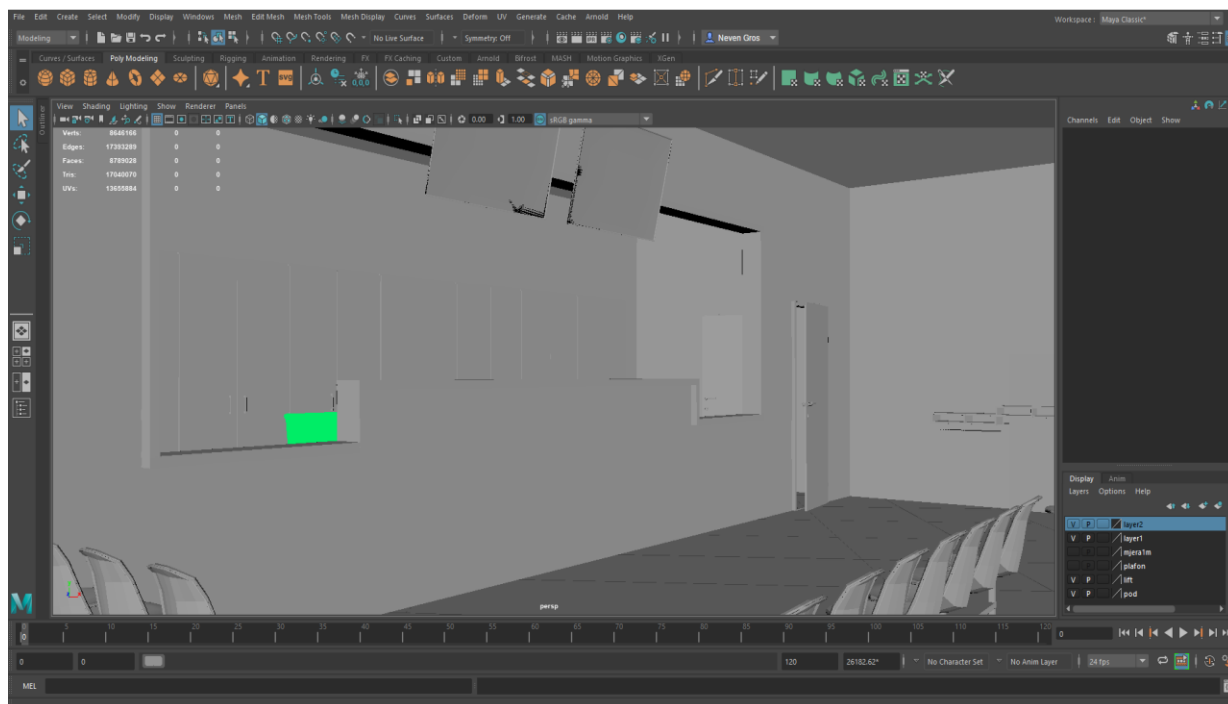 File Edit Create Select Modify Display Windows Mesh Edit Mesh Mesh Tools Mesh Display Curves Surfaces Deform UV Generate Cache Arnold Help
Workspace : Maya Classic*
Modeling
No Live Surface
Symmetry: Off
Neven Gros
Curves / Surfaces Poly Modeling Sculpting Rigging Animation Rendering FX FX Caching Custom Arnold Bifrost MASH Motion Graphics XGen
T SVG
Outliner
View Shading Lighting Show Renderer Panels
0.00 1.00 sRGB gamma
Channels Edit Object Show
Verts: 8646166 0 0
Edges: 17393289 0 0
Faces: 8789028 0 0
Tris: 17040070 0 0
UVs: 13655884 0 0
Display Anim
Layers Options Help
V P layer2
V P layer1
mjera1m
plafon
V P lift
V P pod
persp
0 5 10 15 20 25 30 35 40 45 50 55 60 65 70 75 80 85 90 95 100 105 110 115 120
0
0
0 0 120 26182.62* No Character Set No Anim Layer 24 fps
MEL